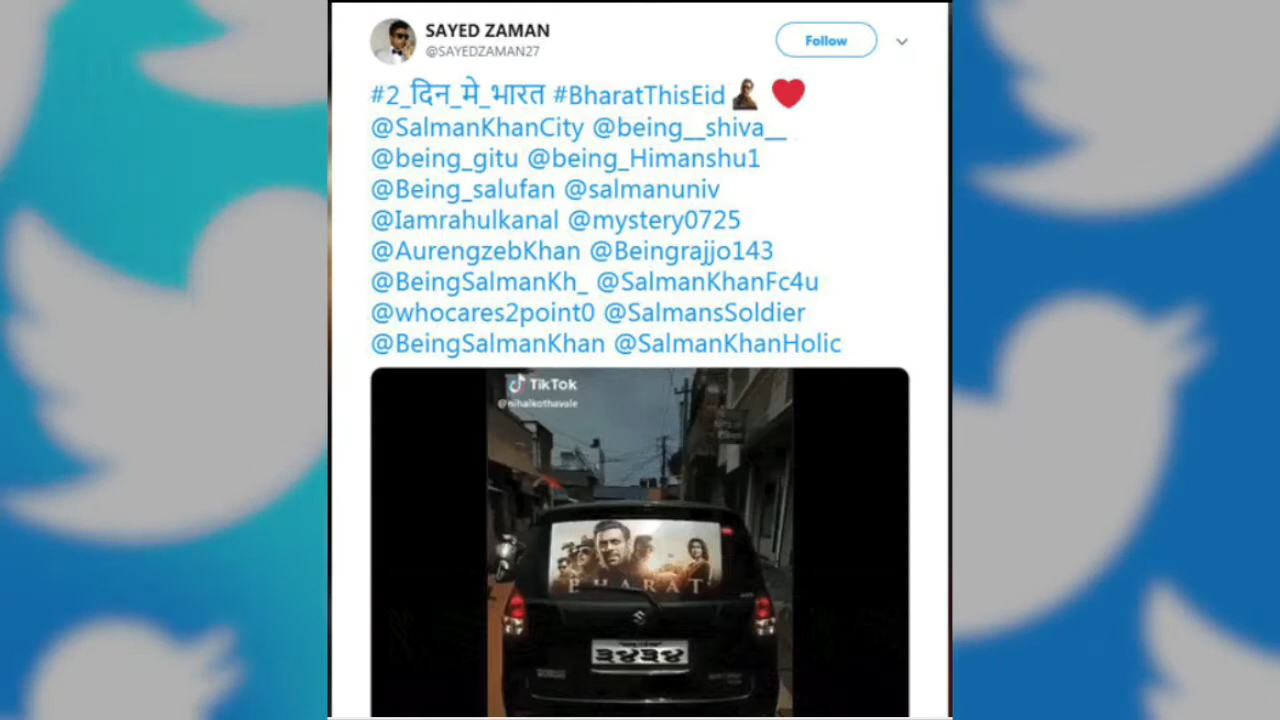 SAYED ZAMAN
@SAYEDZAMAN27
Follow
#2_दिन_मे_भारत #BharatThisEid
@SalmanKhanCity @being__shiva__
@being_gitu @being_Himanshu1
@Being_salufan @salmanuniv
@Iamrahulkanal @mystery0725
@AurengzebKhan @Beingrajjo143
@BeingSalmanKh_ @SalmanKhanFc4u
@whocares2point0 @SalmansSoldier
@BeingSalmanKhan @SalmanKhanHolic
TikTok
@nihalkothavale
BHARAT
३४३४